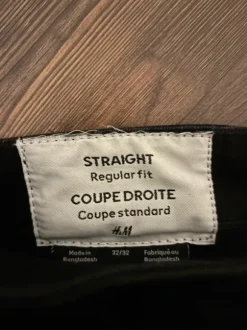 STRAIGHT
Regular fit
COUPE DROITE
Coupe standard
H&M
Made in Bangladesh
32/32
Fabriqué au Bangladesh